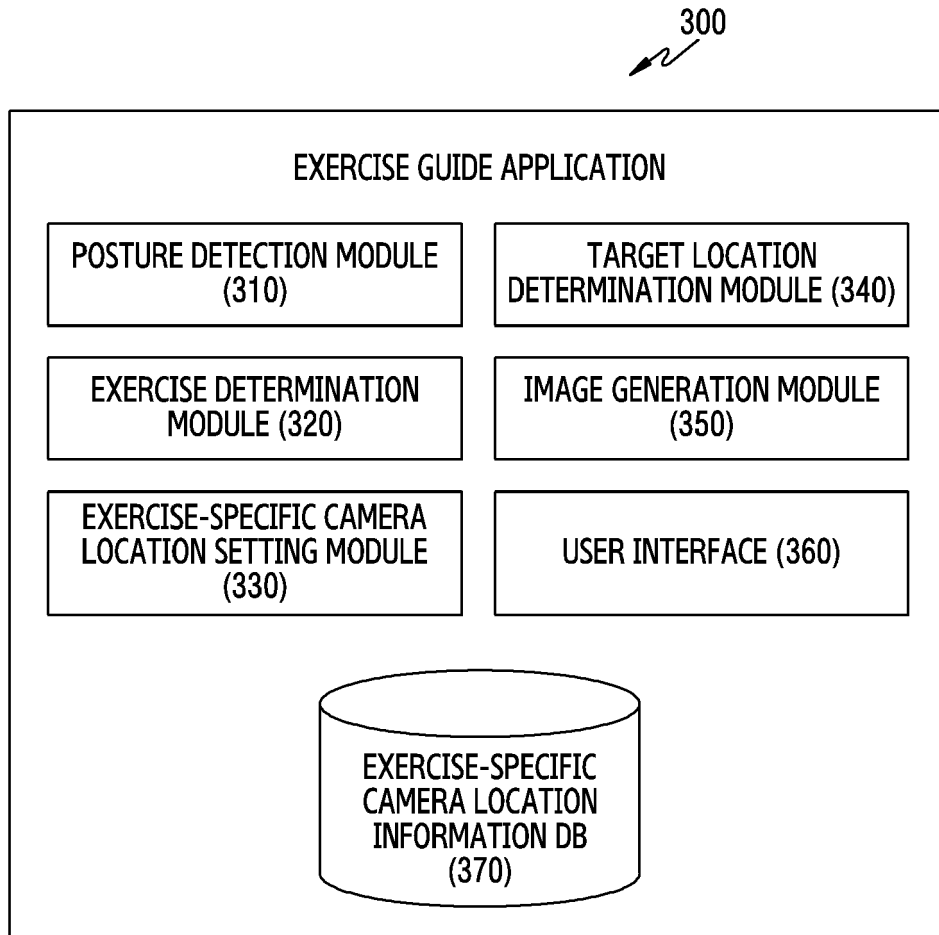 300
EXERCISE GUIDE APPLICATION
POSTURE DETECTION MODULE
(310)
TARGET LOCATION
DETERMINATION MODULE (340)
EXERCISE DETERMINATION
MODULE (320)
IMAGE GENERATION MODULE
(350)
EXERCISE-SPECIFIC CAMERA
LOCATION SETTING MODULE
(330)
USER INTERFACE (360)
EXERCISE-SPECIFIC
CAMERA LOCATION
INFORMATION DB
(370)